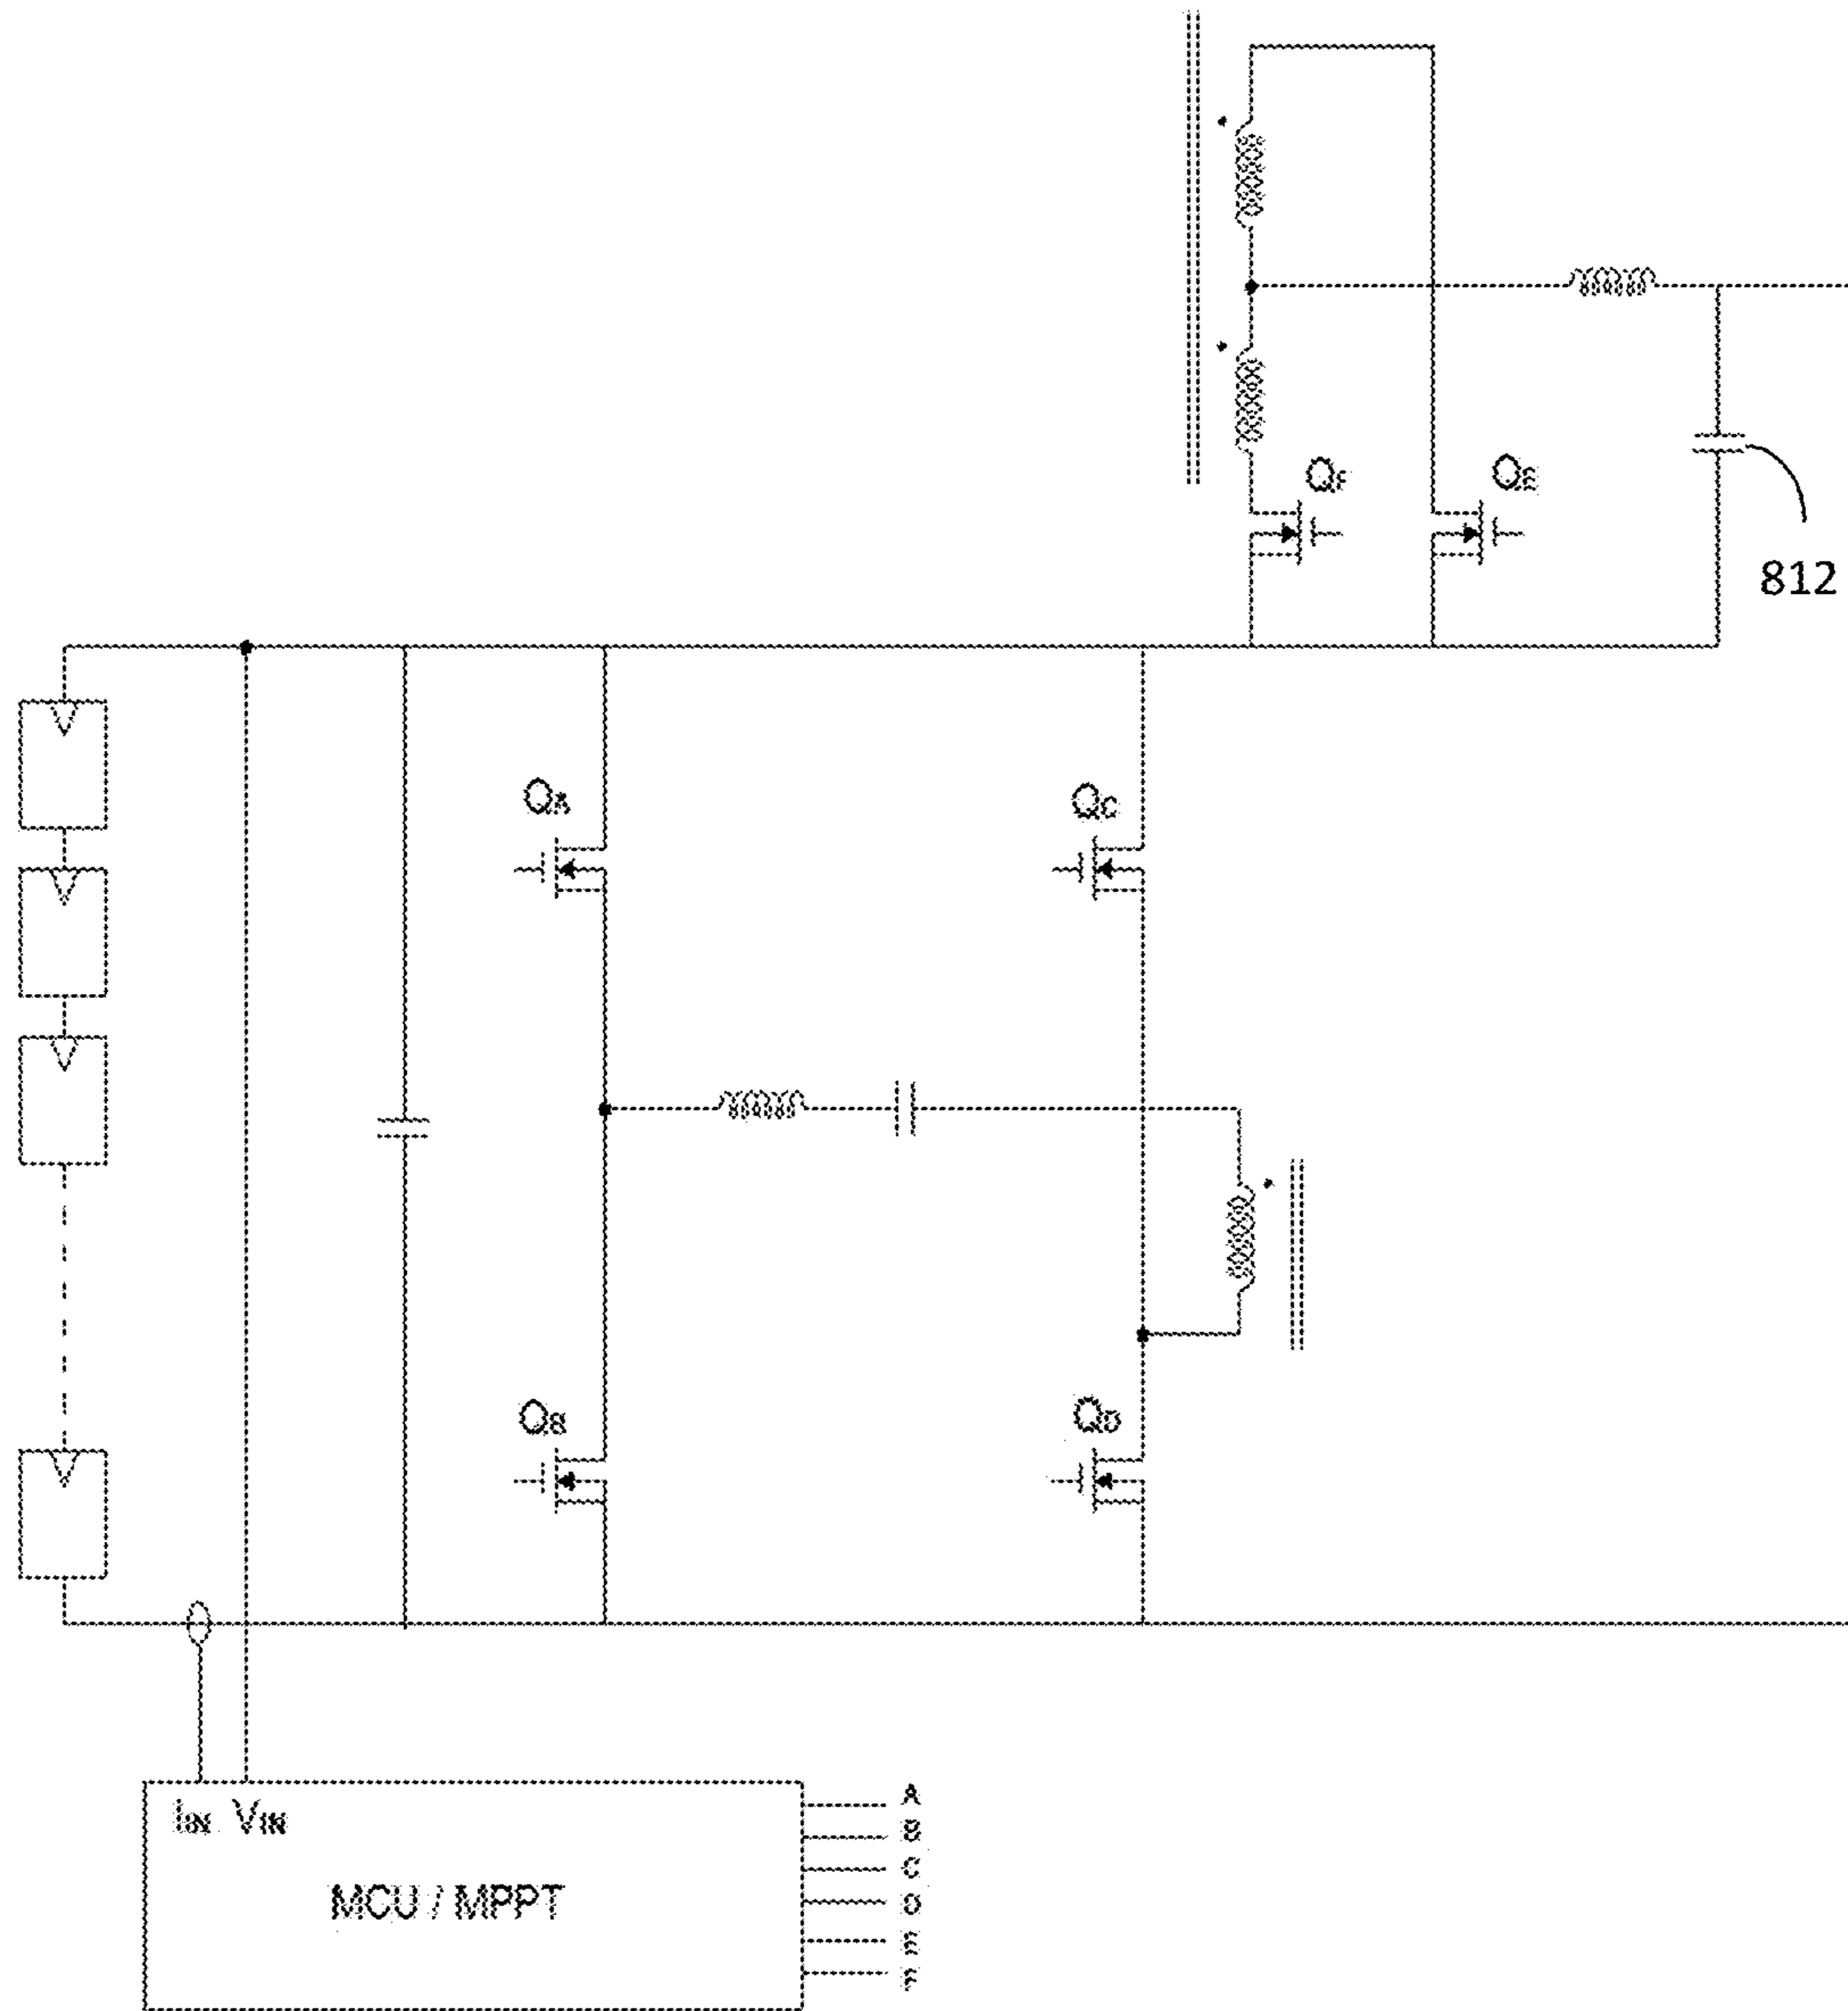 QF QE
812
QA QC
QB QD
IIN VIN
MCU / MPPT
A
B
C
D
E
F